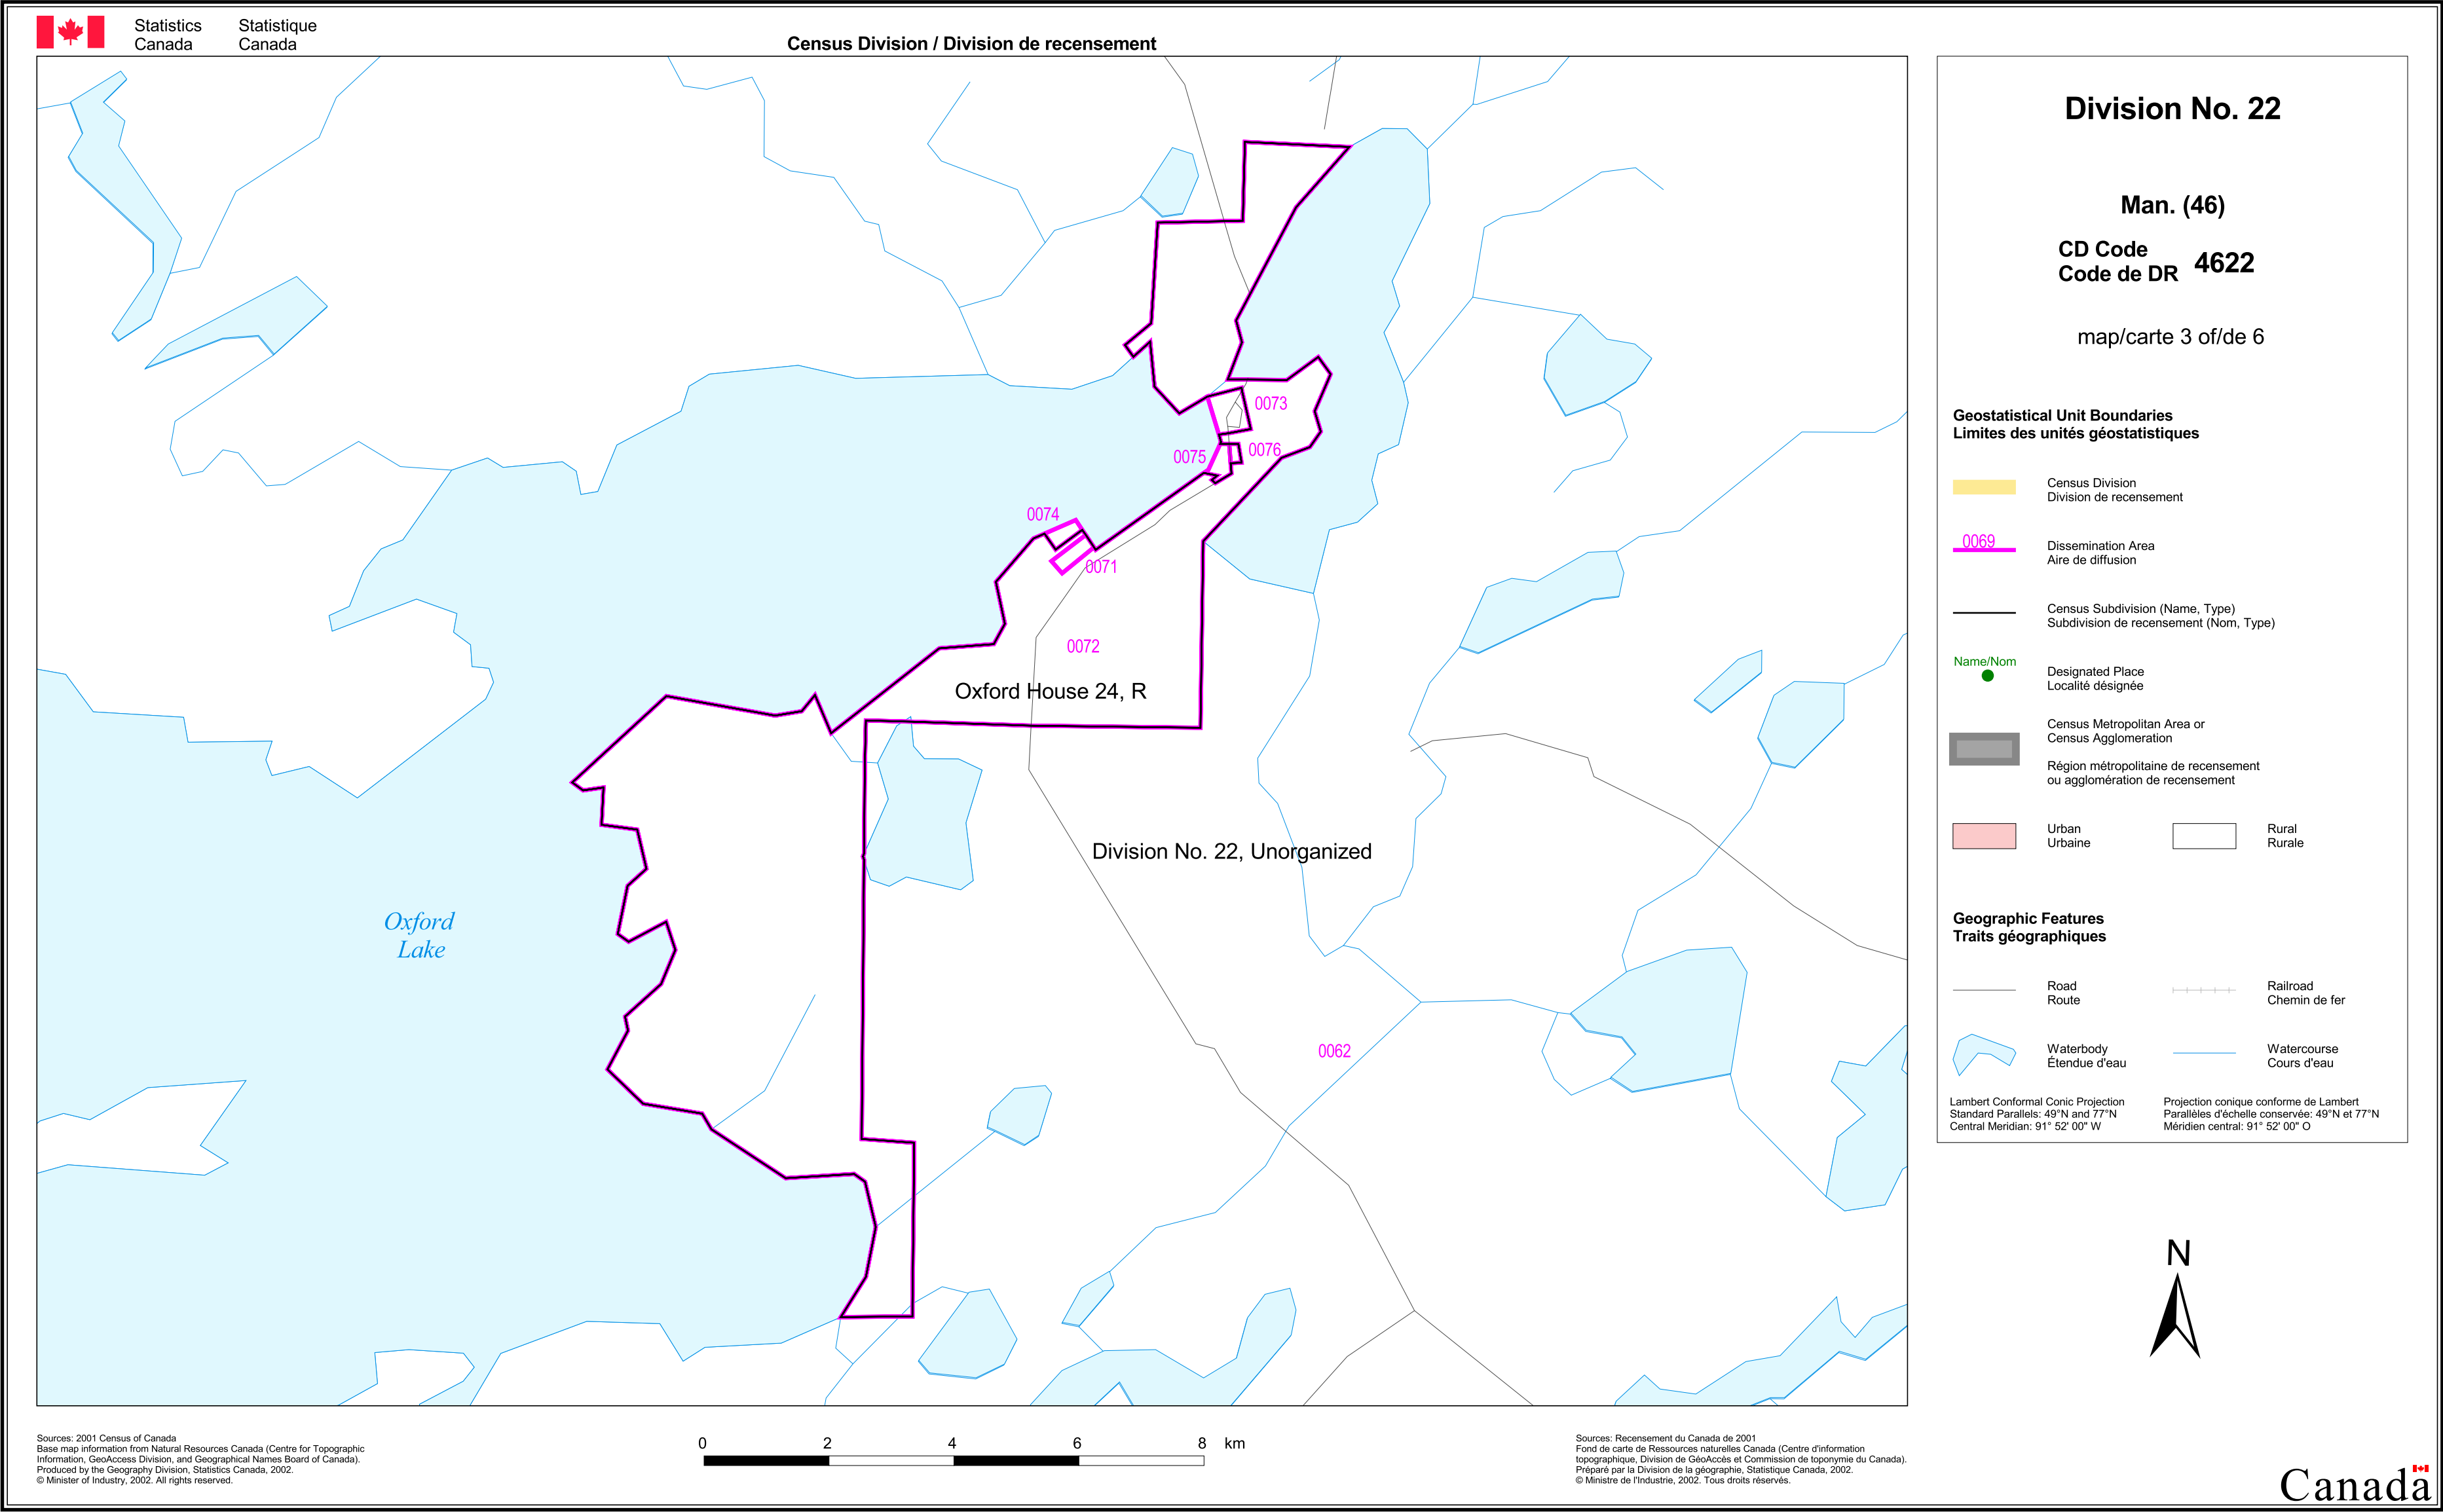 Statistics Canada
Statistique Canada
Census Division / Division de recensement
0073
0075
0076
0074
0071
0072
Oxford House 24, R
Division No. 22, Unorganized
Oxford
Lake
0062
Division No. 22
Man. (46)
CD Code
Code de DR
4622
map/carte 3 of/de 6
Geostatistical Unit Boundaries
Limites des unités géostatistiques
Census Division
Division de recensement
0069
Dissemination Area
Aire de diffusion
Census Subdivision (Name, Type)
Subdivision de recensement (Nom, Type)
Name/Nom
Designated Place
Localité désignée
Census Metropolitan Area or
Census Agglomeration
Région métropolitaine de recensement
ou agglomération de recensement
Urban
Urbaine
Rural
Rurale
Geographic Features
Traits géographiques
Road
Route
Railroad
Chemin de fer
Waterbody
Étendue d'eau
Watercourse
Cours d'eau
Lambert Conformal Conic Projection
Standard Parallels: 49°N and 77°N
Central Meridian: 91° 52' 00" W
Projection conique conforme de Lambert
Parallèles d'échelle conservée: 49°N et 77°N
Méridien central: 91° 52' 00" O
N
Sources: 2001 Census of Canada
Base map information from Natural Resources Canada (Centre for Topographic
Information, GeoAccess Division, and Geographical Names Board of Canada).
Produced by the Geography Division, Statistics Canada, 2002.
© Minister of Industry, 2002. All rights reserved.
0 2 4 6 8 km
Sources: Recensement du Canada de 2001
Fond de carte de Ressources naturelles Canada (Centre d'information
topographique, Division de GéoAccès et Commission de toponymie du Canada).
Préparé par la Division de la géographie, Statistique Canada, 2002.
© Ministre de l'Industrie, 2002. Tous droits réservés.
Canada